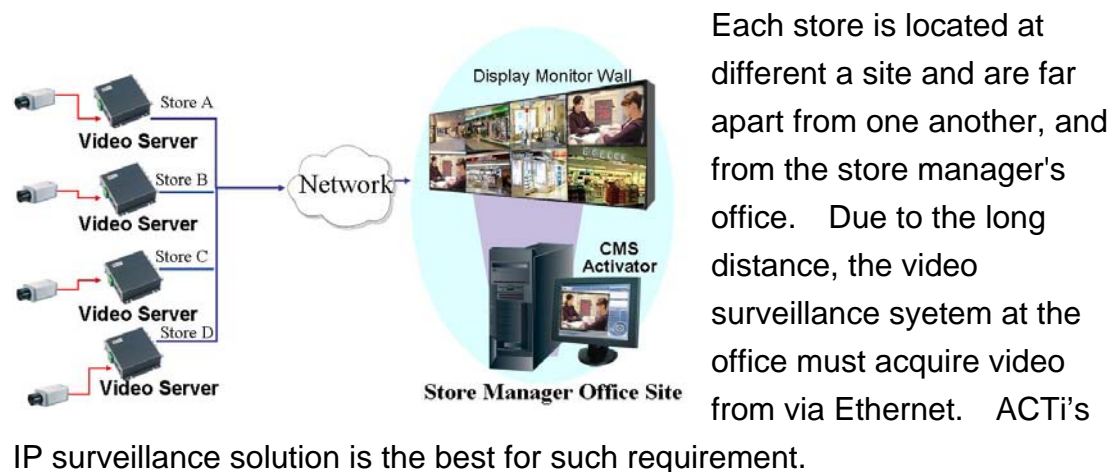 Store A
Video Server
Store B
Video Server
Store C
Video Server
Store D
Video Server
Network
Display Monitor Wall
CMS
Activator
Store Manager Office Site
Each store is located at
different a site and are far
apart from one another, and
from the store manager's
office. Due to the long
distance, the video
surveillance syetem at the
office must acquire video
from via Ethernet. ACTi’s
IP surveillance solution is the best for such requirement.